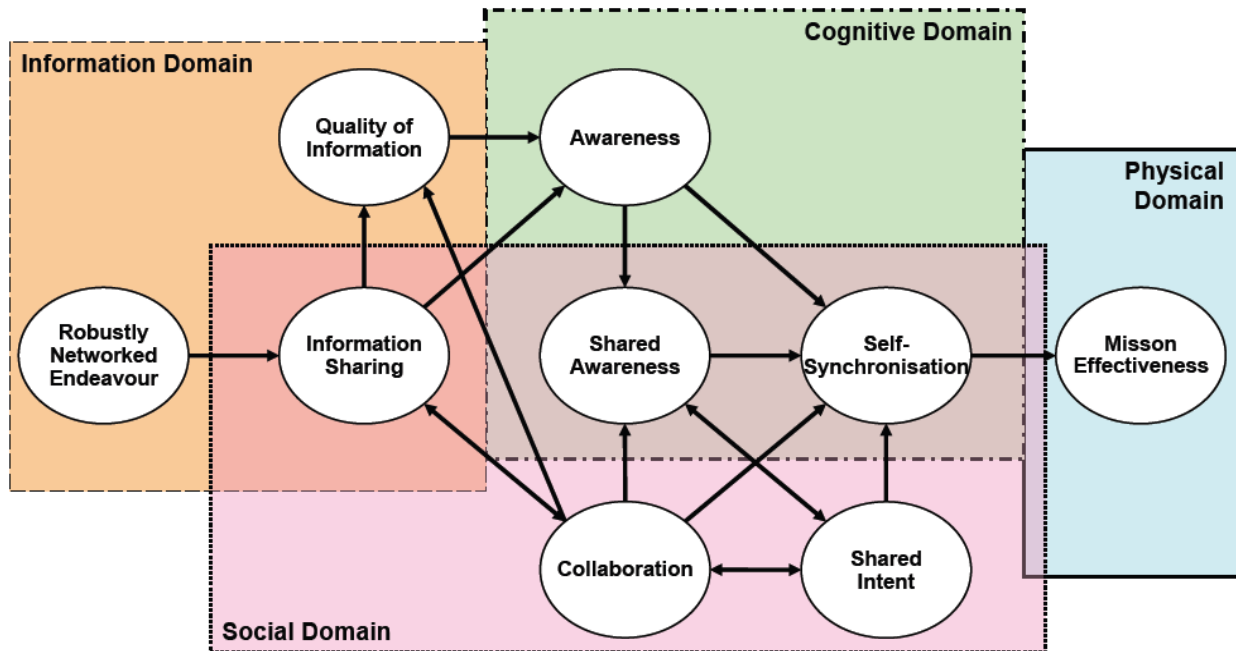 Cognitive Domain
Information Domain
Quality of
Information
Awareness
Physical
Domain
Robustly
Networked
Endeavour
Information
Sharing
Shared
Awareness
Self-
Synchronisation
Misson
Effectiveness
Collaboration
Shared
Intent
Social Domain